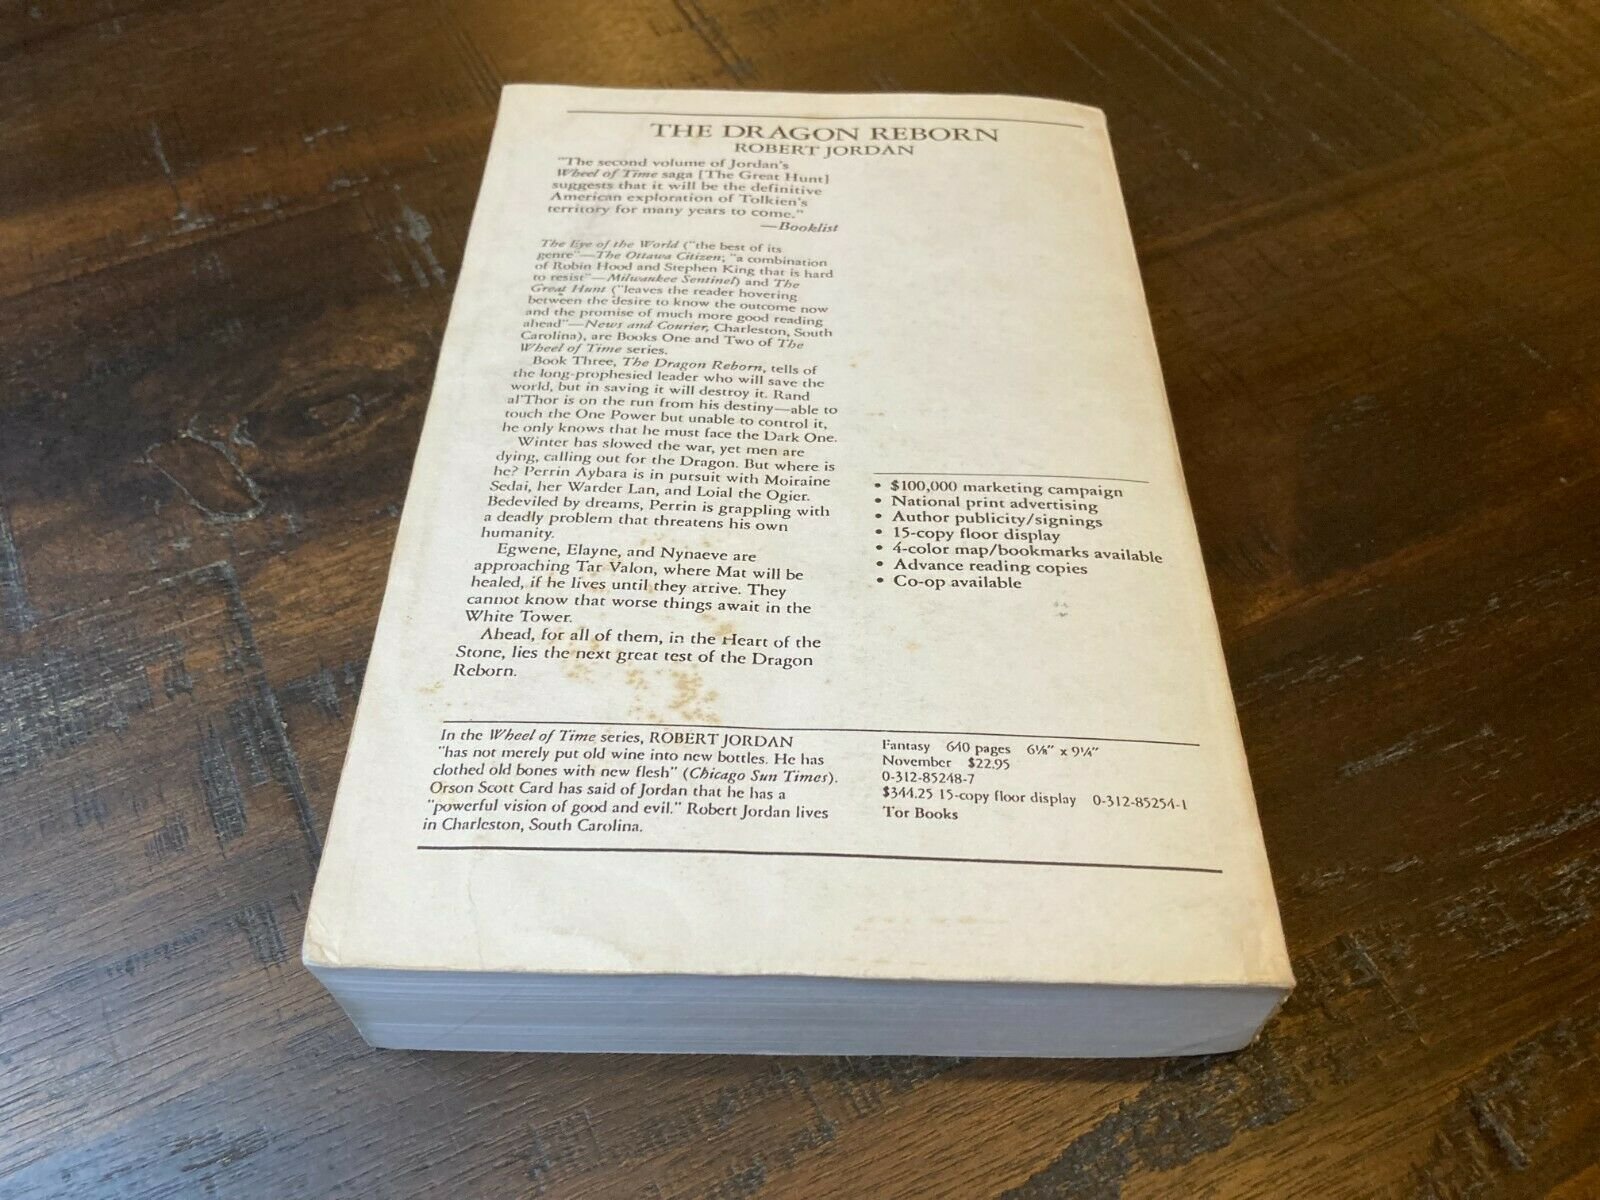 THE DRAGON REBORN
ROBERT JORDAN
"The second volume of Jordan's
Wheel of Time saga [The Great Hunt]
suggests that it will be the definitive
American exploration of Tolkien's
territory for many years to come."
—Booklist
The Eye of the World ("the best of its
genre"—The Ottawa Citizen; "a combination
of Robin Hood and Stephen King that is hard
to resist"—Milwaukee Sentinel) and The
Great Hunt ("leaves the reader hovering
between the desire to know the outcome now
and the promise of much more good reading
ahead"—News and Courier, Charleston, South
Carolina), are Books One and Two of The
Wheel of Time series.
Book Three, The Dragon Reborn, tells of
the long-prophesied leader who will save the
world, but in saving it will destroy it. Rand
al'Thor is on the run from his destiny—able to
touch the One Power but unable to control it,
he only knows that he must face the Dark One.
Winter has slowed the war, yet men are
dying, calling out for the Dragon. But where is
he? Perrin Aybara is in pursuit with Moiraine
Sedai, her Warder Lan, and Loial the Ogier.
Bedeviled by dreams, Perrin is grappling with
a deadly problem that threatens his own
humanity.
Egwene, Elayne, and Nynaeve are
approaching Tar Valon, where Mat will be
healed, if he lives until they arrive. They
cannot know that worse things await in the
White Tower.
Ahead, for all of them, in the Heart of the
Stone, lies the next great test of the Dragon
Reborn.
• $100,000 marketing campaign
• National print advertising
• Author publicity/signings
• 15-copy floor display
• 4-color map/bookmarks available
• Advance reading copies
• Co-op available
In the Wheel of Time series, ROBERT JORDAN
"has not merely put old wine into new bottles. He has
clothed old bones with new flesh" (Chicago Sun Times).
Orson Scott Card has said of Jordan that he has a
"powerful vision of good and evil." Robert Jordan lives
in Charleston, South Carolina.
Fantasy 640 pages 6⅛" x 9¼"
November $22.95
0-312-85248-7
$344.25 15-copy floor display 0-312-85254-1
Tor Books